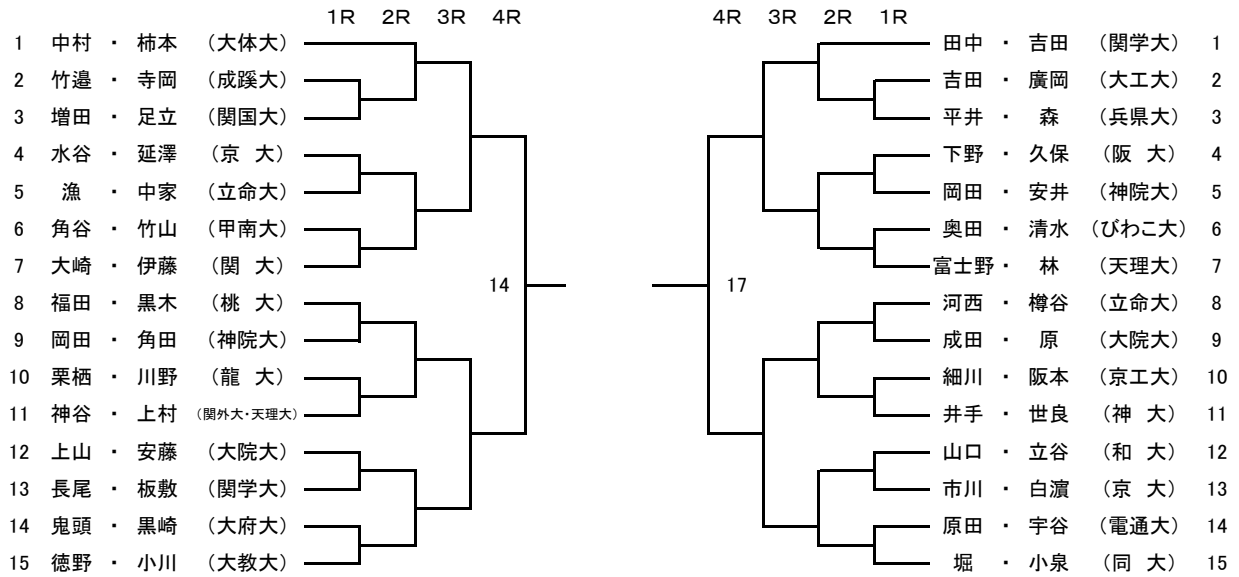 1R 2R 3R 4R
1 中村 ・ 柿本 (大体大)
2 竹邉 ・ 寺岡 (成蹊大)
3 増田 ・ 足立 (関国大)
4 水谷 ・ 延澤 (京 大)
5 漁 ・ 中家 (立命大)
6 角谷 ・ 竹山 (甲南大)
7 大崎 ・ 伊藤 (関 大)
14
8 福田 ・ 黒木 (桃 大)
9 岡田 ・ 角田 (神院大)
10 栗栖 ・ 川野 (龍 大)
11 神谷 ・ 上村 (関外大・天理大)
12 上山 ・ 安藤 (大院大)
13 長尾 ・ 板敷 (関学大)
14 鬼頭 ・ 黒崎 (大府大)
15 徳野 ・ 小川 (大教大)
4R 3R 2R 1R
田中 ・ 吉田 (関学大) 1
吉田 ・ 廣岡 (大工大) 2
平井 ・ 森 (兵県大) 3
下野 ・ 久保 (阪 大) 4
岡田 ・ 安井 (神院大) 5
奥田 ・ 清水 (びわこ大) 6
富士野 ・ 林 (天理大) 7
17
河西 ・ 樽谷 (立命大) 8
成田 ・ 原 (大院大) 9
細川 ・ 阪本 (京工大) 10
井手 ・ 世良 (神 大) 11
山口 ・ 立谷 (和 大) 12
市川 ・ 白濵 (京 大) 13
原田 ・ 宇谷 (電通大) 14
堀 ・ 小泉 (同 大) 15